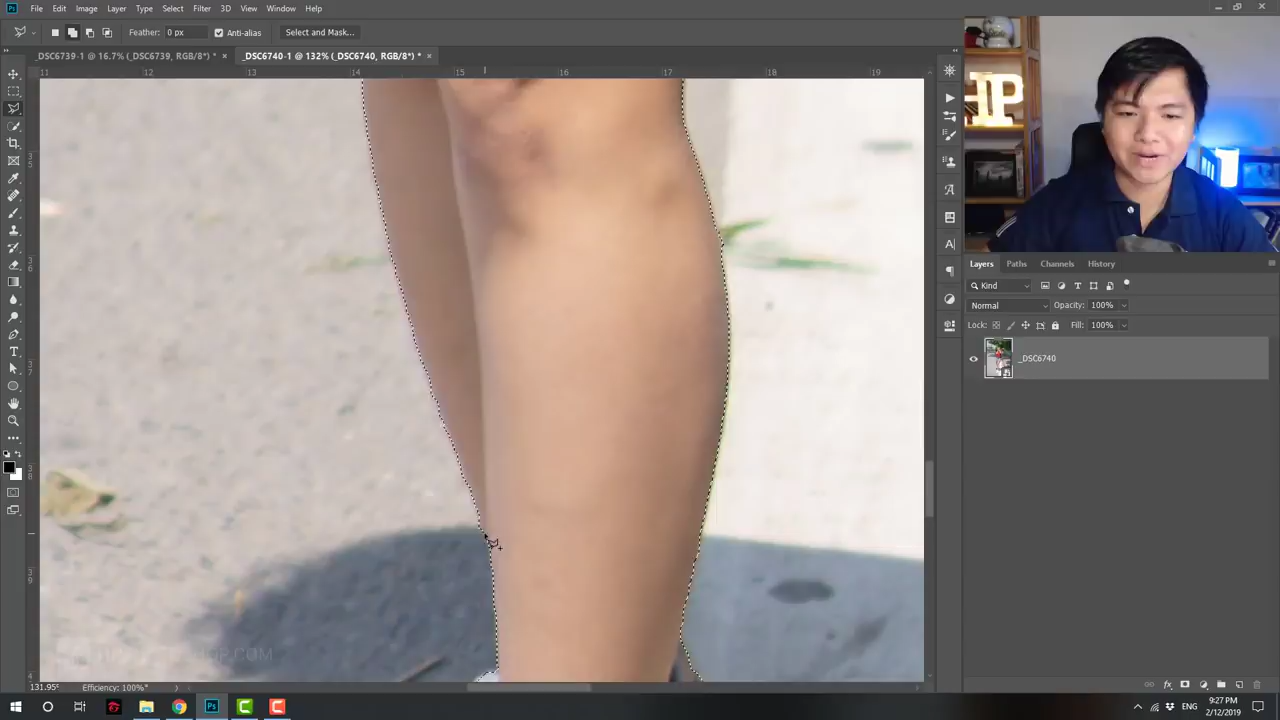 Ps File Edit Image Layer Type Select Filter 3D View Window Help
Feather: 0 px Anti-alias Select and Mask...
_DSC6739-1 @ 16.7% (_DSC6739, RGB/8*) * × _DSC6740-1 @ 132% (_DSC6740, RGB/8*) * ×
11 12 13 14 15 16 17 18 19
HP
Layers Paths Channels History
Kind
Normal Opacity: 100%
Lock: Fill: 100%
_DSC6740
131.95% Efficiency: 100%*
ENG 9:27 PM
2/12/2019